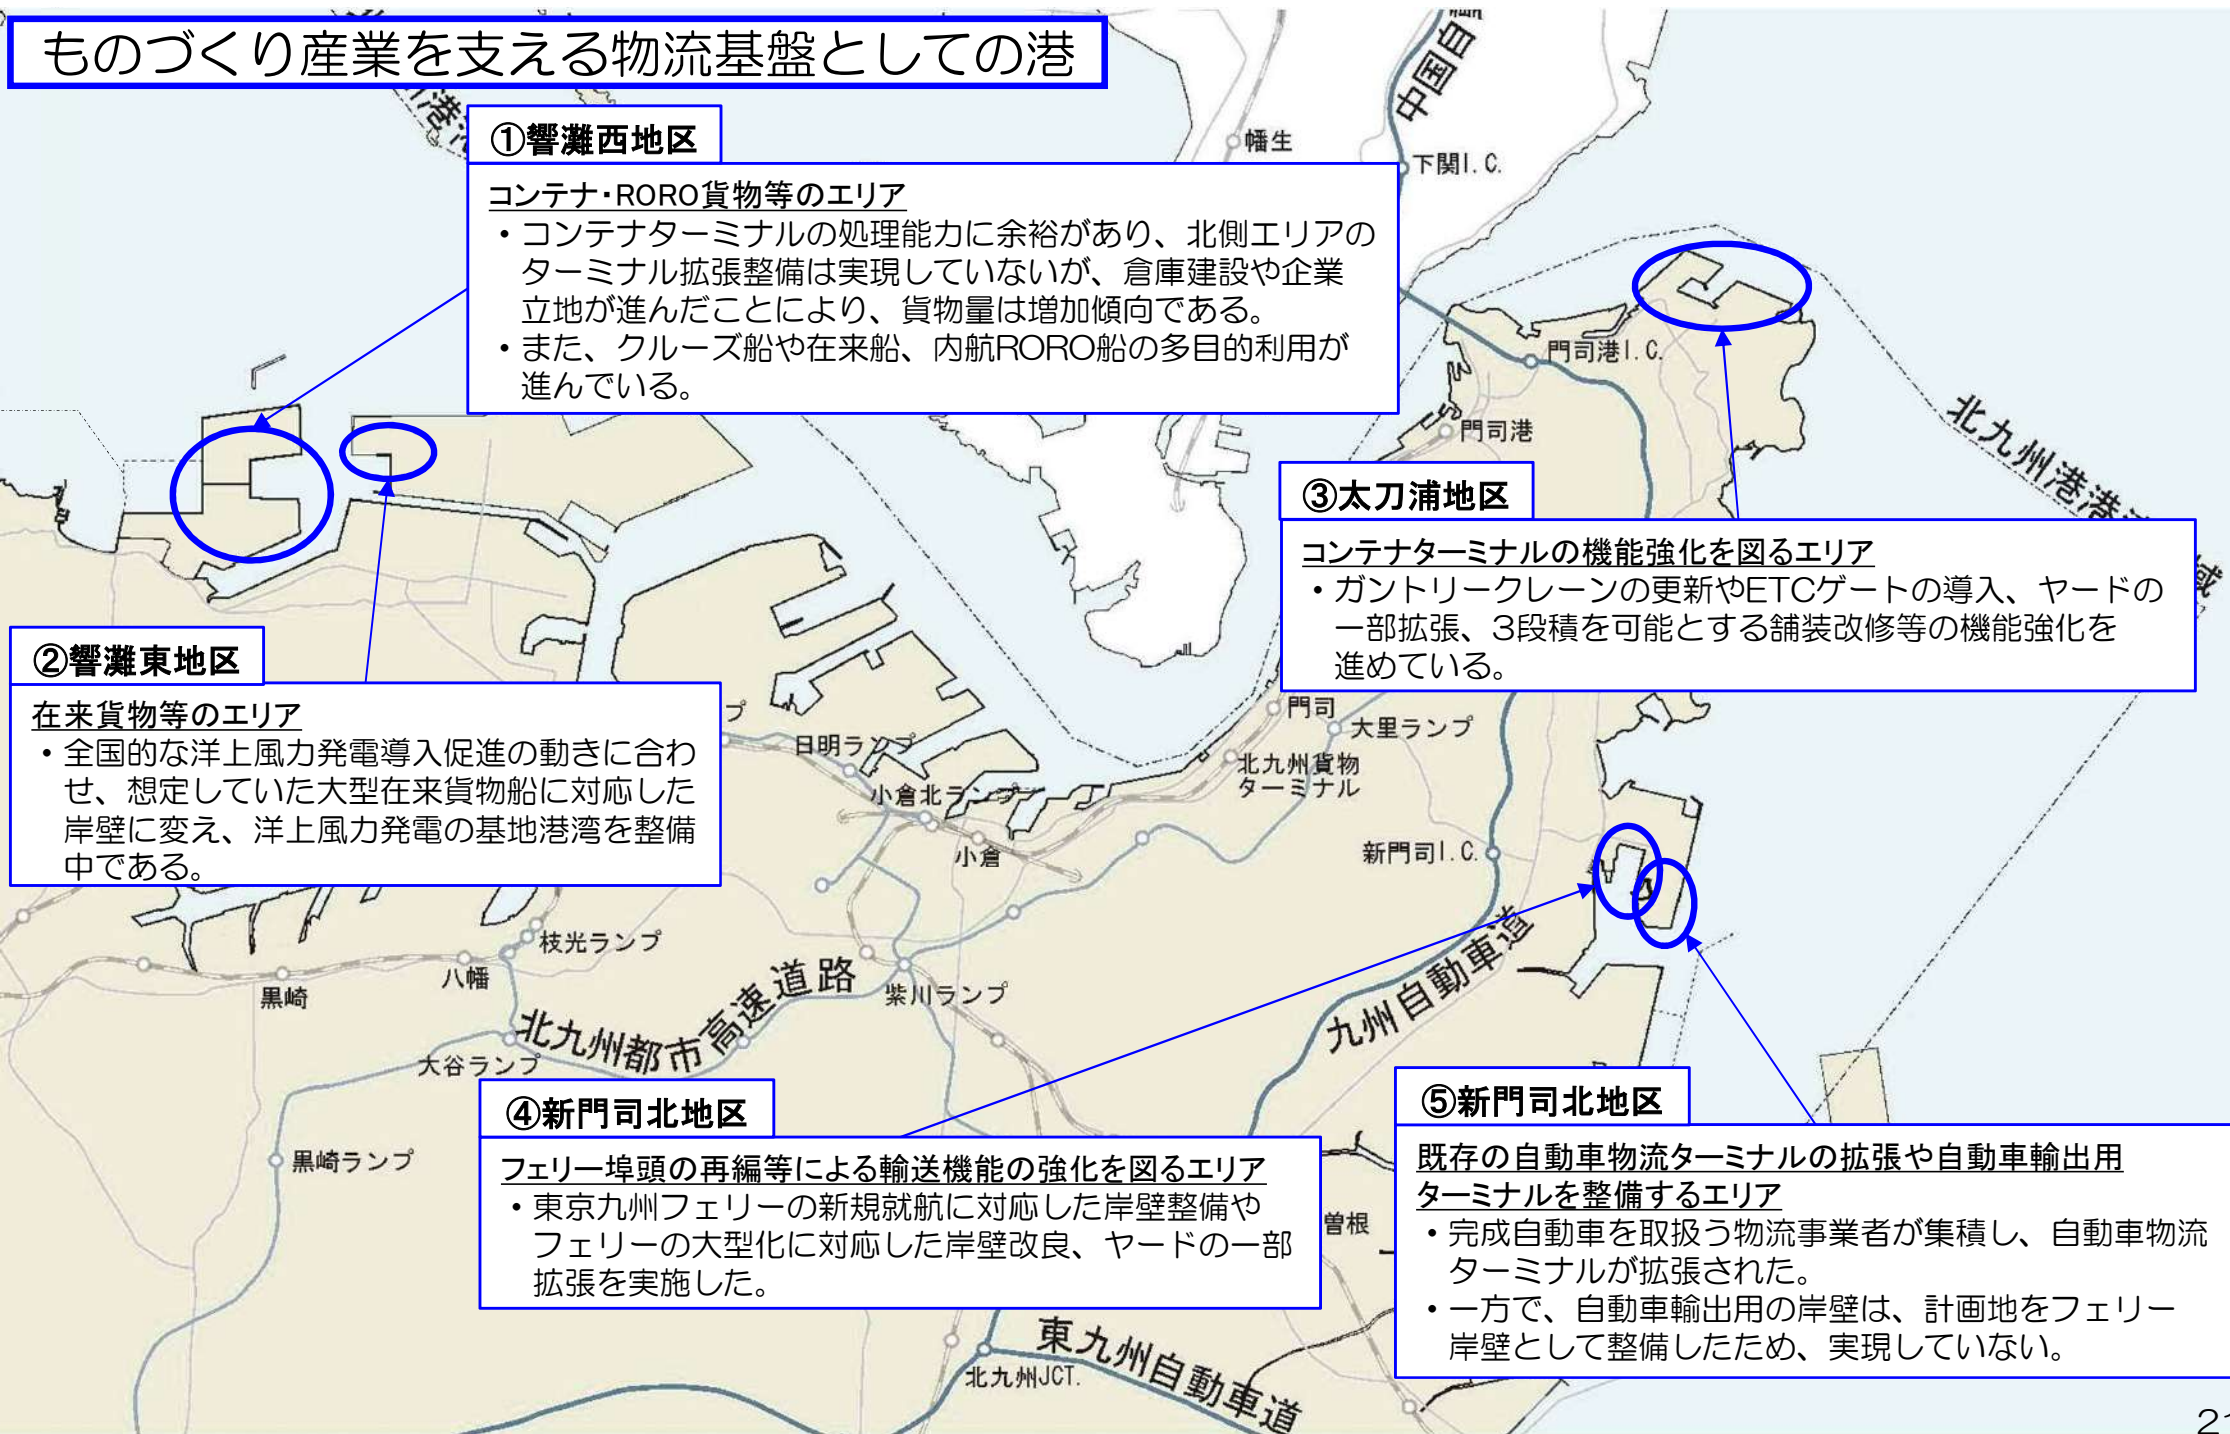 ものづくり産業を支える物流基盤としての港
①響灘西地区
コンテナ・RORO貨物等のエリア
・コンテナターミナルの処理能力に余裕があり、北側エリアの
ターミナル拡張整備は実現していないが、倉庫建設や企業
立地が進んだことにより、貨物量は増加傾向である。
・また、クルーズ船や在来船、内航RORO船の多目的利用が
進んでいる。
中国自
幡生
下関I.C.
門司港I.C.
門司港
北九州港港
域
③太刀浦地区
コンテナターミナルの機能強化を図るエリア
・ガントリークレーンの更新やETCゲートの導入、ヤードの
一部拡張、3段積を可能とする舗装改修等の機能強化を
進めている。
②響灘東地区
在来貨物等のエリア
・全国的な洋上風力発電導入促進の動きに合わ
せ、想定していた大型在来貨物船に対応した
岸壁に変え、洋上風力発電の基地港湾を整備
中である。
プ
日明ランプ
小倉北ランプ
小倉
門司
大里ランプ
北九州貨物
ターミナル
新門司I.C.
枝光ランプ
八幡
黒崎
大谷ランプ
北九州都市高速道路
紫川ランプ
九州自動車道
黒崎ランプ
④新門司北地区
フェリー埠頭の再編等による輸送機能の強化を図るエリア
・東京九州フェリーの新規就航に対応した岸壁整備や
フェリーの大型化に対応した岸壁改良、ヤードの一部
拡張を実施した。
曽根
⑤新門司北地区
既存の自動車物流ターミナルの拡張や自動車輸出用
ターミナルを整備するエリア
・完成自動車を取扱う物流事業者が集積し、自動車物流
ターミナルが拡張された。
・一方で、自動車輸出用の岸壁は、計画地をフェリー
岸壁として整備したため、実現していない。
北九州JCT.
東九州自動車道